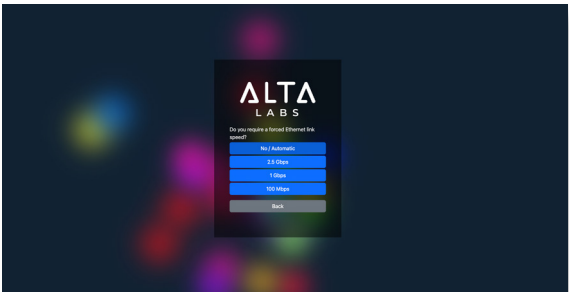 ALTA
LABS
Do you require a forced Ethernet link
speed?
No / Automatic
2.5 Gbps
1 Gbps
100 Mbps
Back